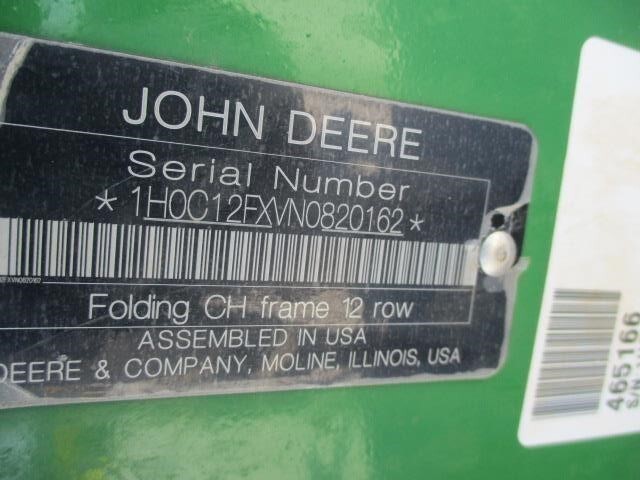 JOHN DEERE
Serial Number
*1H0C12FXVN0820162*
Folding CH frame 12 row
ASSEMBLED IN USA
DEERE & COMPANY, MOLINE, ILLINOIS, USA
465166